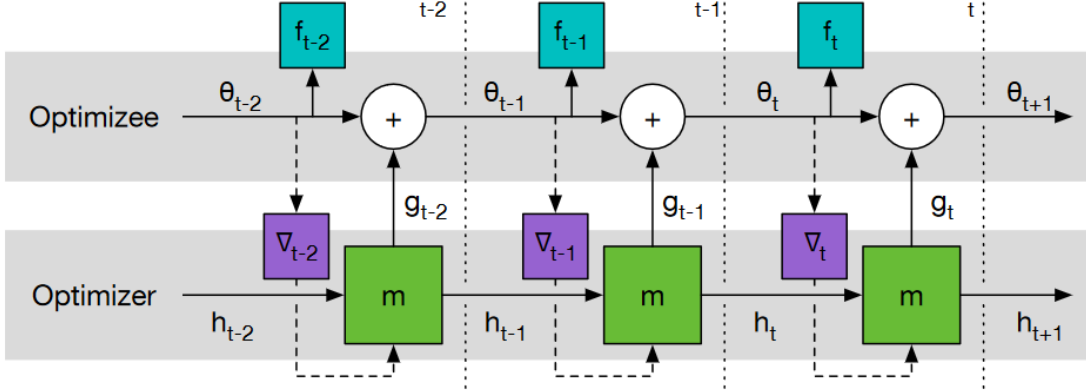 t-2 t-1 t
f_{t-2} f_{t-1} f_t
θ_{t-2} θ_{t-1} θ_t θ_{t+1}
Optimizee + + +
g_{t-2} g_{t-1} g_t
∇_{t-2} ∇_{t-1} ∇_t
Optimizer m m m
h_{t-2} h_{t-1} h_t h_{t+1}